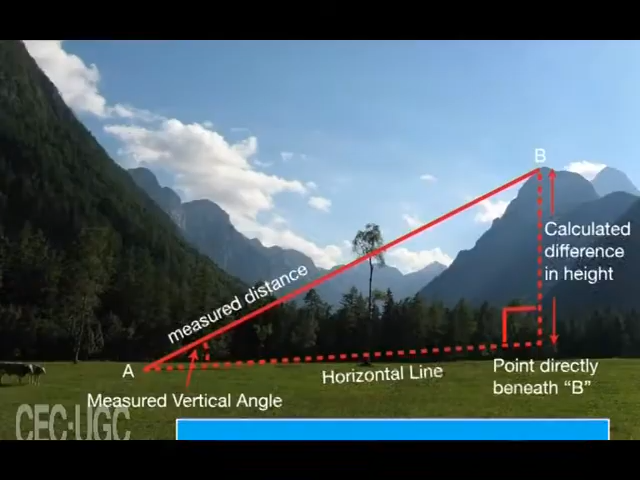 B
Calculated
difference
in height
measured distance
A
Horizontal Line
Point directly
beneath “B”
Measured Vertical Angle
CEC-UGC